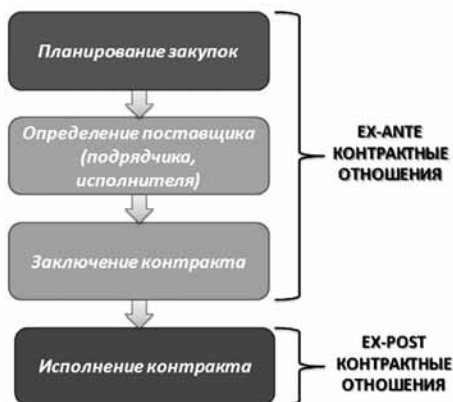 Планирование закупок
Определение поставщика
(подрядчика,
исполнителя)
Заключение контракта
Исполнение контракта
EX-ANTE
КОНТРАКТНЫЕ
ОТНОШЕНИЯ
EX-POST
КОНТРАКТНЫЕ
ОТНОШЕНИЯ